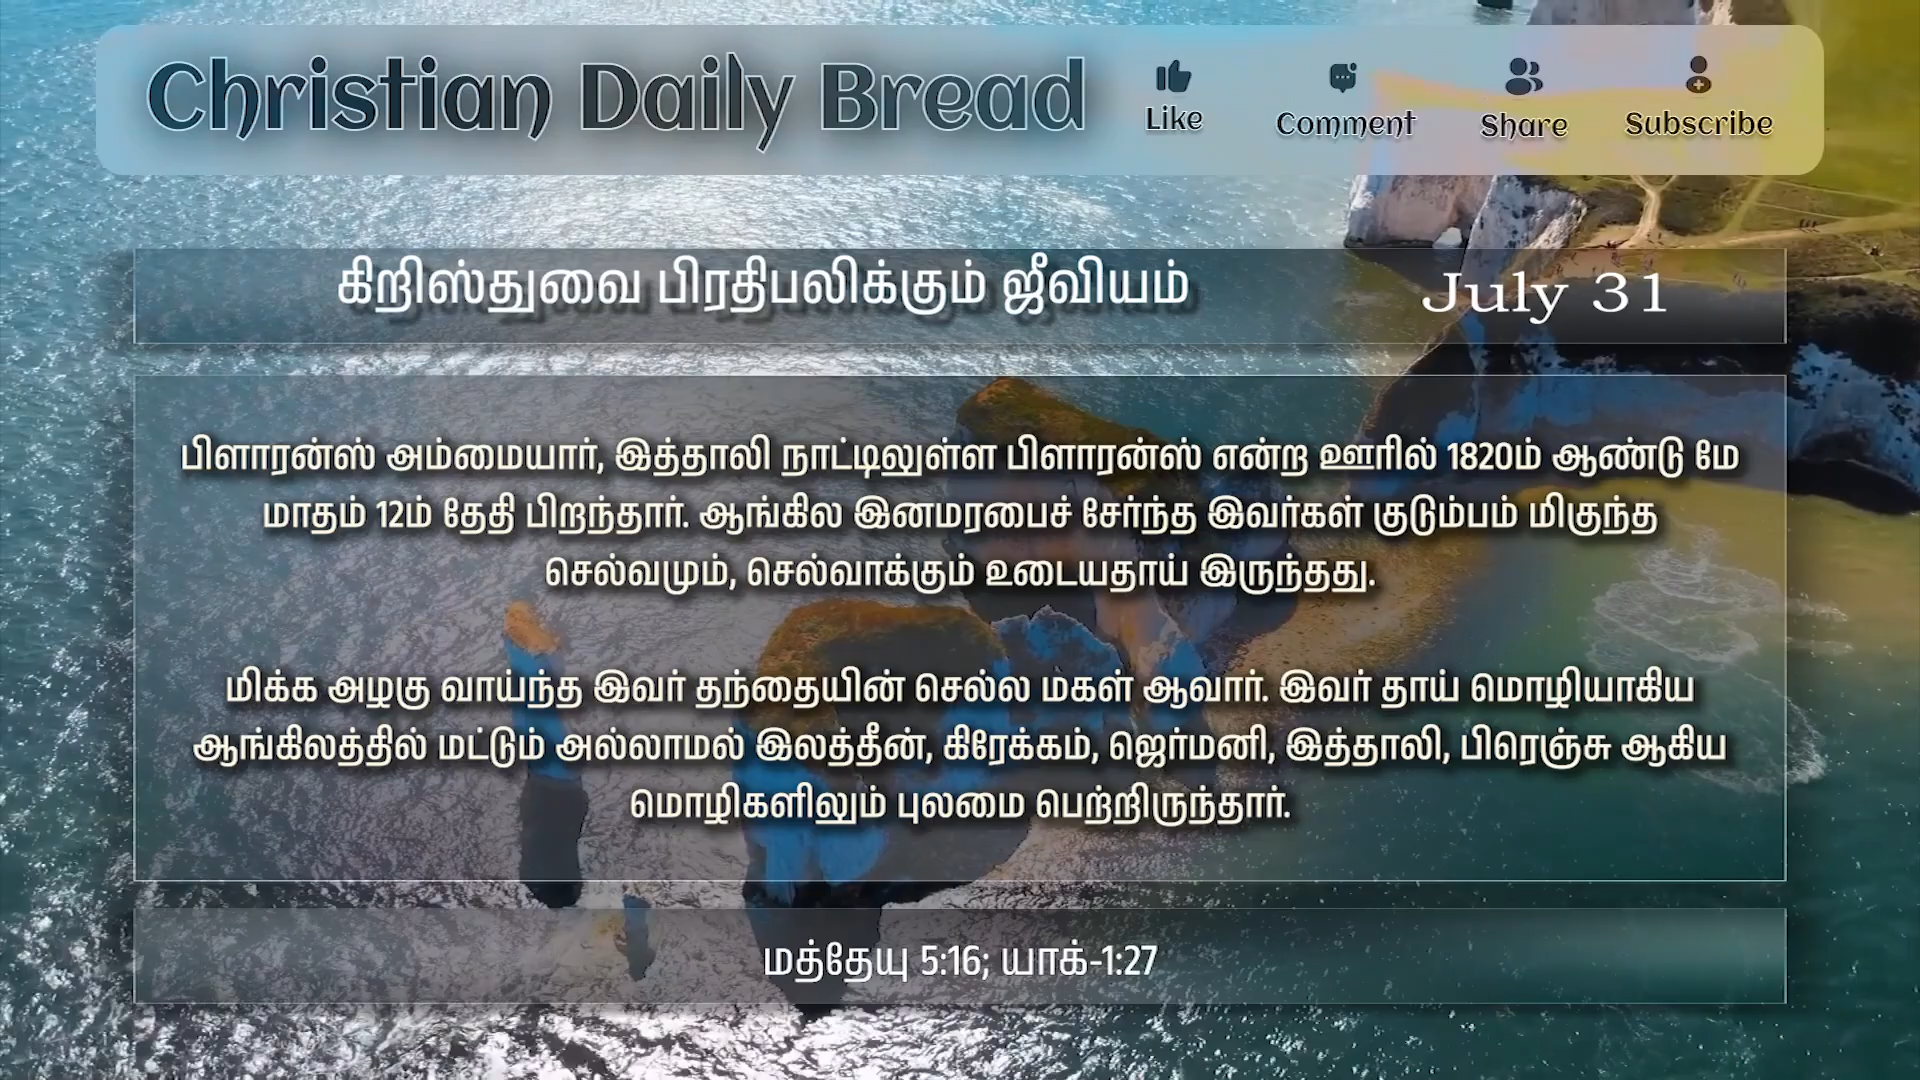 Christian Daily Bread
Like
Comment
Share
Subscribe
கிறிஸ்துவை பிரதிபலிக்கும் ஜீவியம்
July 31
பிளாரன்ஸ் அம்மையார், இத்தாலி நாட்டிலுள்ள பிளாரன்ஸ் என்ற ஊரில் 1820ம் ஆண்டு மே
மாதம் 12ம் தேதி பிறந்தார். ஆங்கில இனமரபைச் சேர்ந்த இவர்கள் குடும்பம் மிகுந்த
செல்வமும், செல்வாக்கும் உடையதாய் இருந்தது.
மிக்க அழகு வாய்ந்த இவர் தந்தையின் செல்ல மகள் ஆவார். இவர் தாய் மொழியாகிய
ஆங்கிலத்தில் மட்டும் அல்லாமல் இலத்தீன், கிரேக்கம், ஜெர்மனி, இத்தாலி, பிரெஞ்சு ஆகிய
மொழிகளிலும் புலமை பெற்றிருந்தார்.
மத்தேயு 5:16; யாக்-1:27